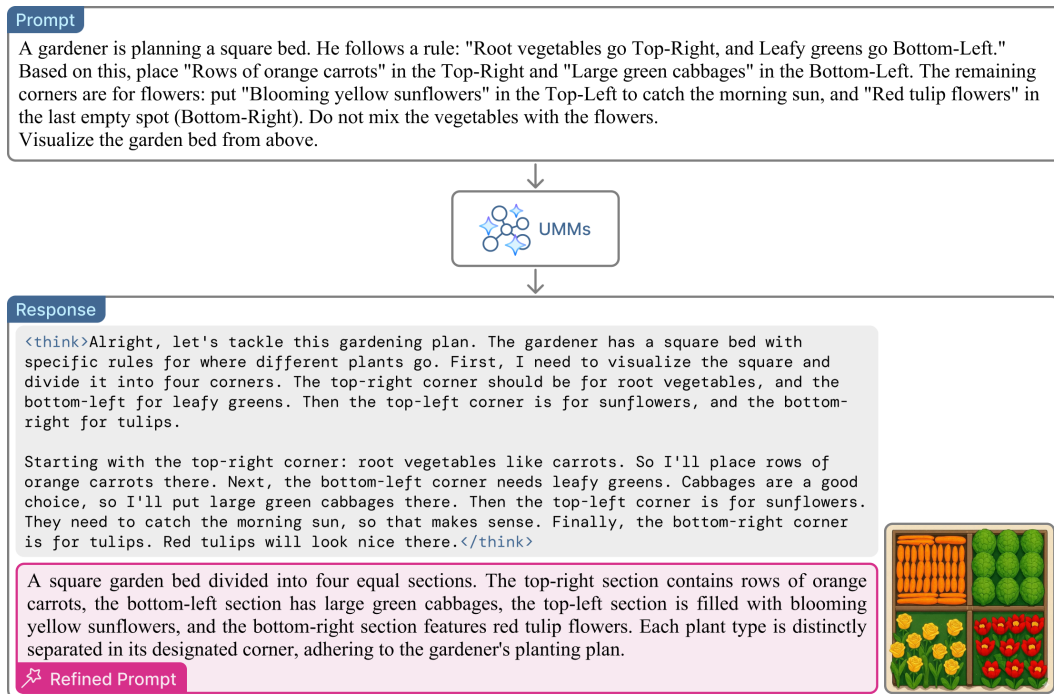 Prompt
A gardener is planning a square bed. He follows a rule: "Root vegetables go Top-Right, and Leafy greens go Bottom-Left."
Based on this, place "Rows of orange carrots" in the Top-Right and "Large green cabbages" in the Bottom-Left. The remaining
corners are for flowers: put "Blooming yellow sunflowers" in the Top-Left to catch the morning sun, and "Red tulip flowers" in
the last empty spot (Bottom-Right). Do not mix the vegetables with the flowers.
Visualize the garden bed from above.
UMMs
Response
<think>Alright, let's tackle this gardening plan. The gardener has a square bed with
specific rules for where different plants go. First, I need to visualize the square and
divide it into four corners. The top-right corner should be for root vegetables, and the
bottom-left for leafy greens. Then the top-left corner is for sunflowers, and the bottom-
right for tulips.
Starting with the top-right corner: root vegetables like carrots. So I'll place rows of
orange carrots there. Next, the bottom-left corner needs leafy greens. Cabbages are a good
choice, so I'll put large green cabbages there. Then the top-left corner is for sunflowers.
They need to catch the morning sun, so that makes sense. Finally, the bottom-right corner
is for tulips. Red tulips will look nice there.</think>
A square garden bed divided into four equal sections. The top-right section contains rows of orange
carrots, the bottom-left section has large green cabbages, the top-left section is filled with blooming
yellow sunflowers, and the bottom-right section features red tulip flowers. Each plant type is distinctly
separated in its designated corner, adhering to the gardener's planting plan.
Refined Prompt